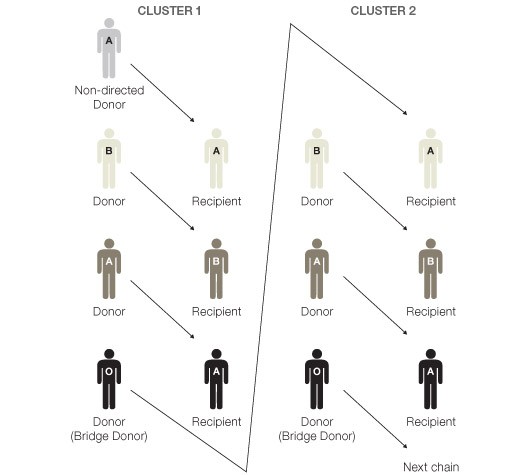 CLUSTER 1
CLUSTER 2
A
Non-directed
Donor
B
A
B
A
Donor
Recipient
Donor
Recipient
A
B
A
B
Donor
Recipient
Donor
Recipient
O
A
O
A
Donor
(Bridge Donor)
Recipient
Donor
(Bridge Donor)
Recipient
Next chain